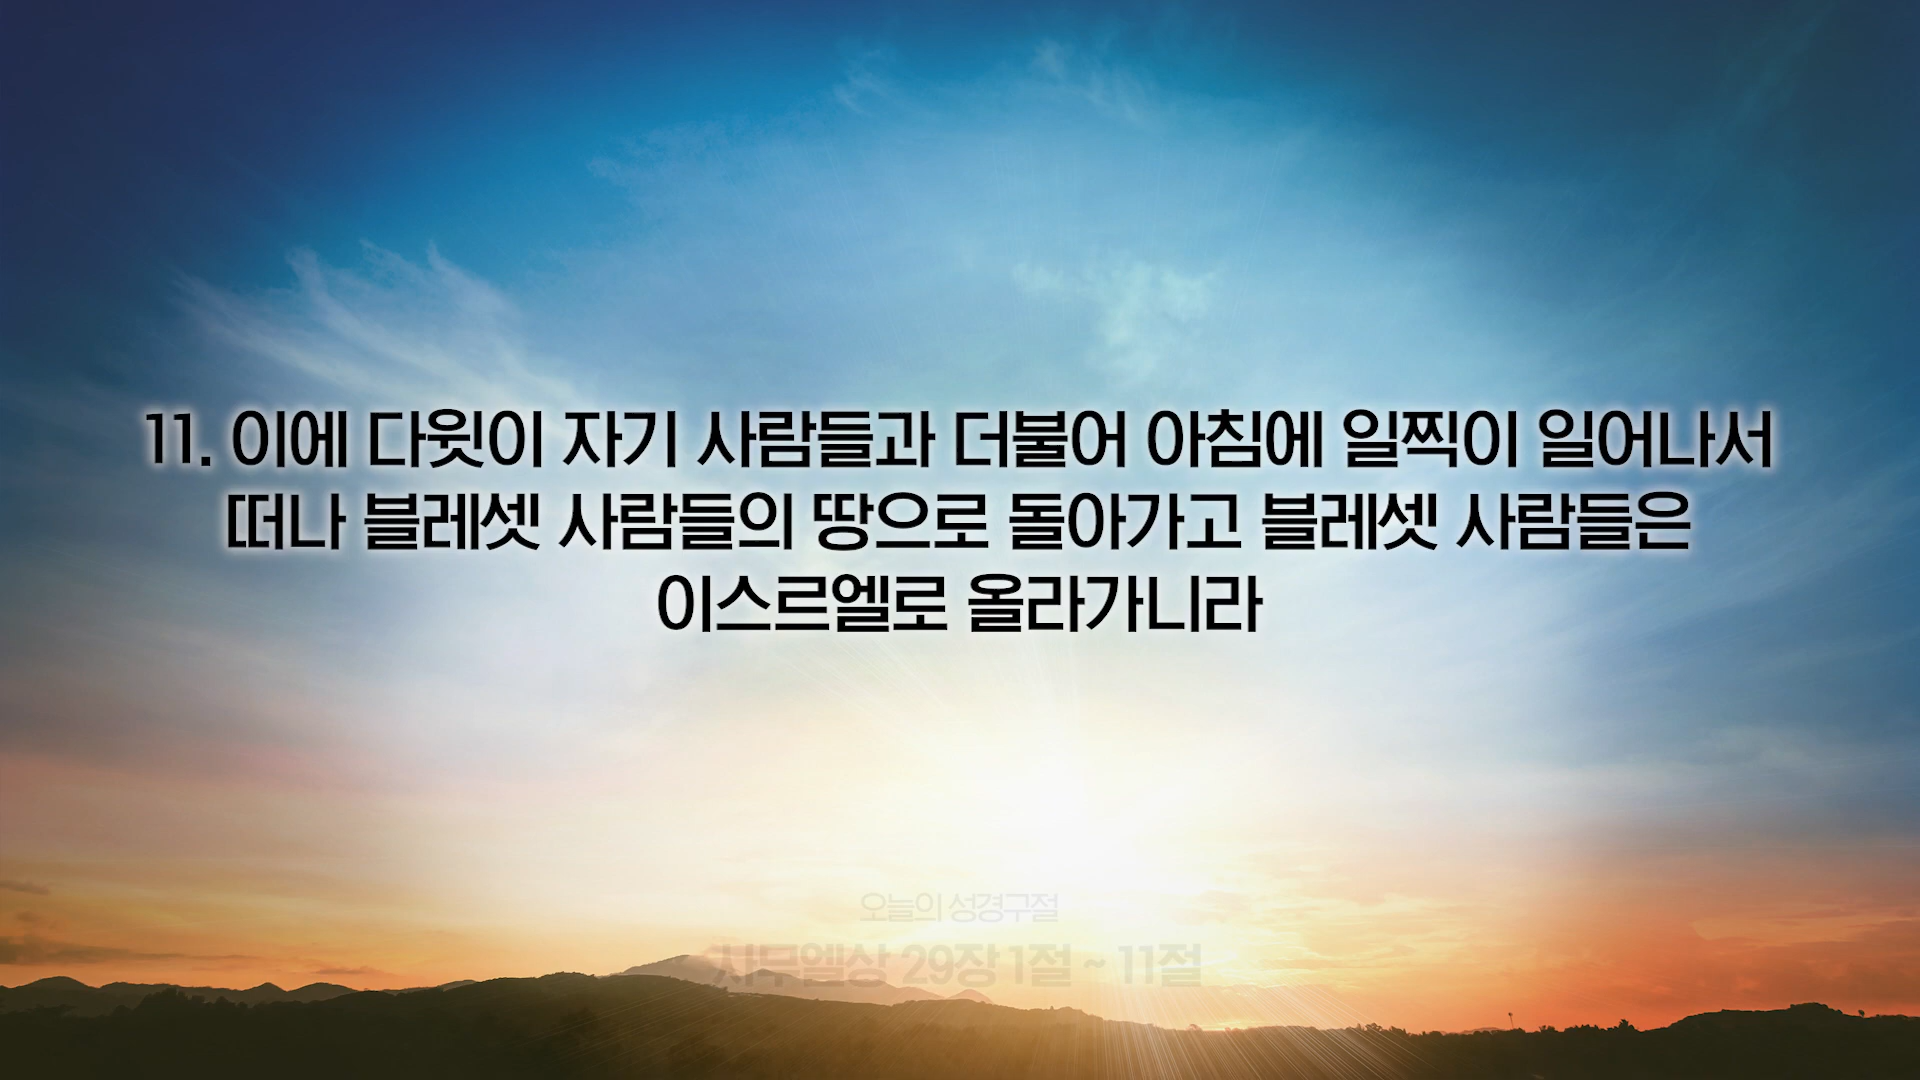 11. 이에 다윗이 자기 사람들과 더불어 아침에 일찍이 일어나서
떠나 블레셋 사람들의 땅으로 돌아가고 블레셋 사람들은
이스르엘로 올라가니라
오늘의 성경구절
사무엘상 29장 1절 ~ 11절